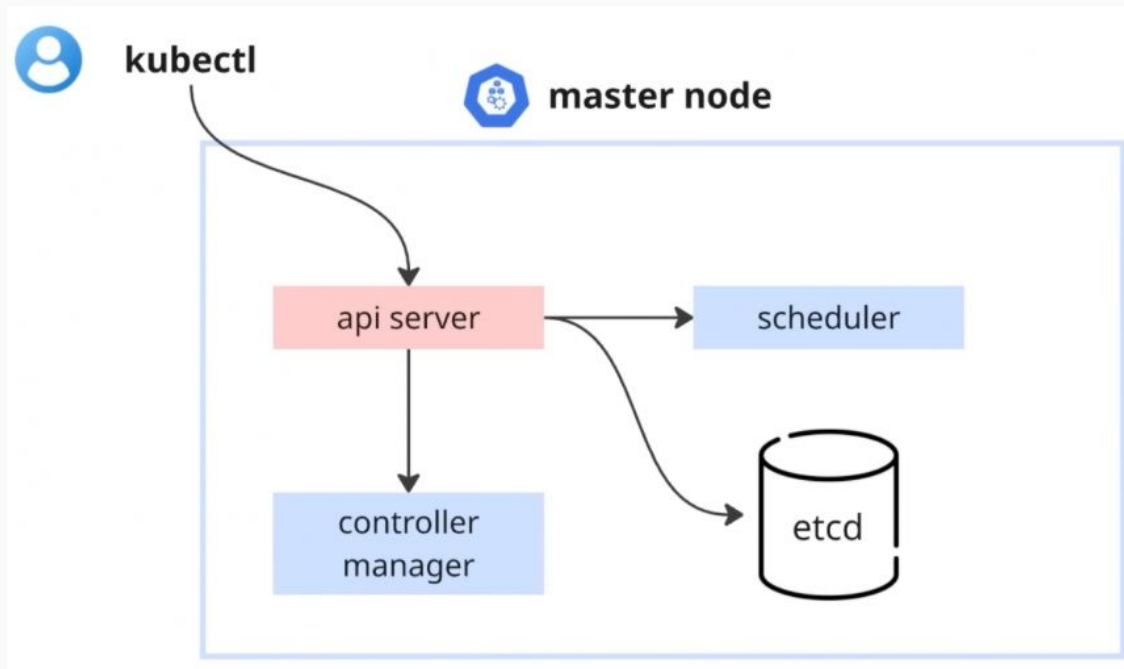 kubectl
master node
api server
scheduler
controller
manager
etcd